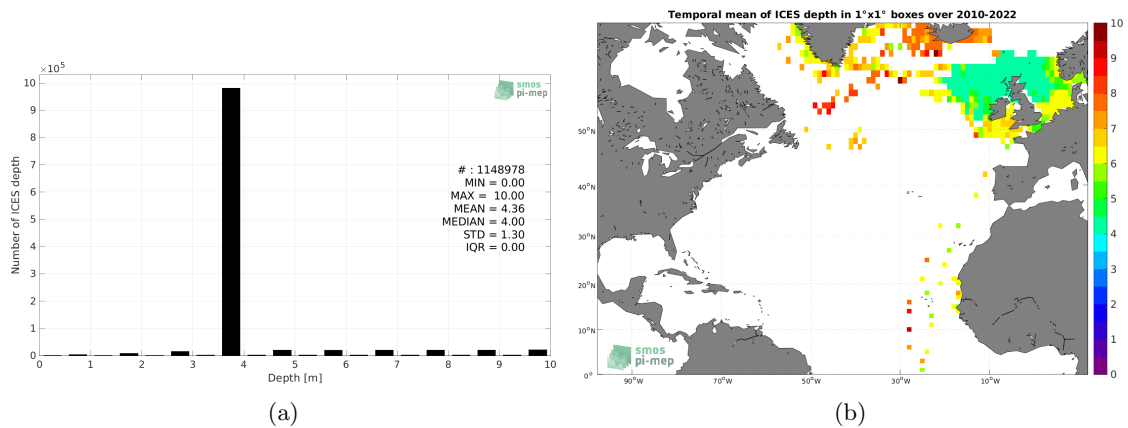 ×10⁵
10
9
8
7
6
5
4
3
2
1
0
Number of ICES depth
smos
pi-mep
# : 1148978
MIN = 0.00
MAX = 10.00
MEAN = 4.36
MEDIAN = 4.00
STD = 1.30
IQR = 0.00
0 1 2 3 4 5 6 7 8 9 10
Depth [m]
(a)
Temporal mean of ICES depth in 1°x1° boxes over 2010-2022
50°N
40°N
30°N
20°N
10°N
0°
90°W 70°W 50°W 30°W 10°W
smos
pi-mep
10
9
8
7
6
5
4
3
2
1
0
(b)